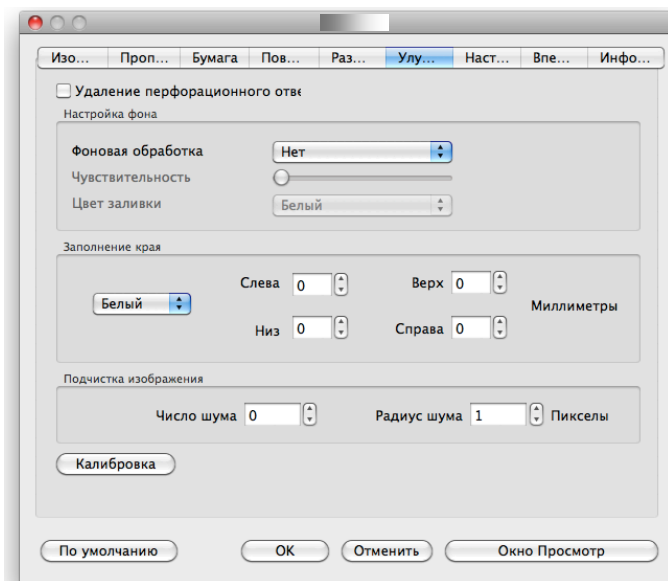 Изо... Проп... Бумага Пов... Раз... Улу... Наст... Впе... Инфо...
Удаление перфорационного отве
Настройка фона
Фоновая обработка Нет
Чувствительность
Цвет заливки Белый
Заполнение края
Слева 0 Верх 0
Белый Миллиметры
Низ 0 Справа 0
Подчистка изображения
Число шума 0 Радиус шума 1 Пикселы
Калибровка
По умолчанию OK Отменить Окно Просмотр